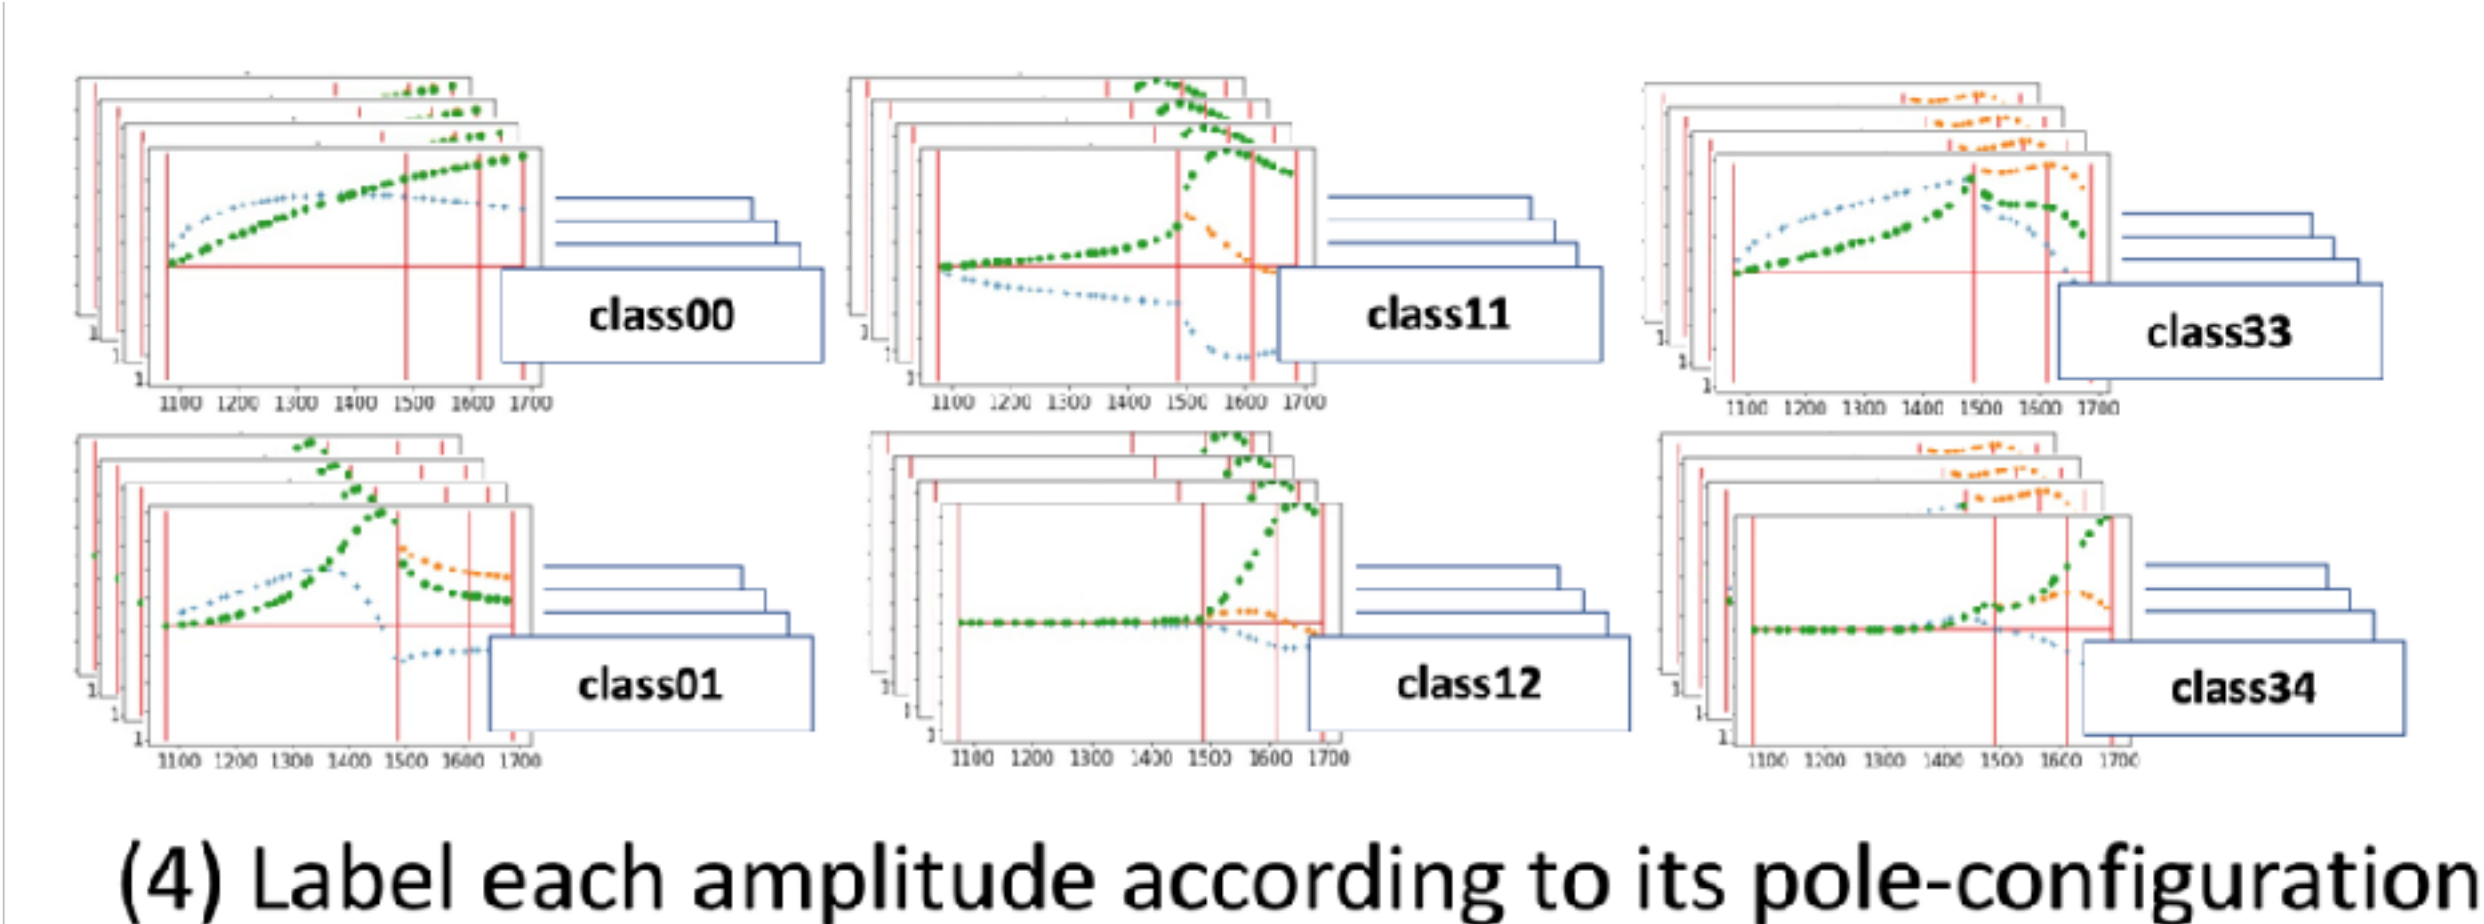 class00
class11
class33
1100 1200 1300 1400 1500 1600 1700
1100 1200 1300 1400 1500 1600 1700
1100 1200 1300 1400 1500 1600 1700
class01
class12
class34
1100 1200 1300 1400 1500 1600 1700
1100 1200 1300 1400 1500 1600 1700
1100 1200 1300 1400 1500 1600 1700
(4) Label each amplitude according to its pole-configuration